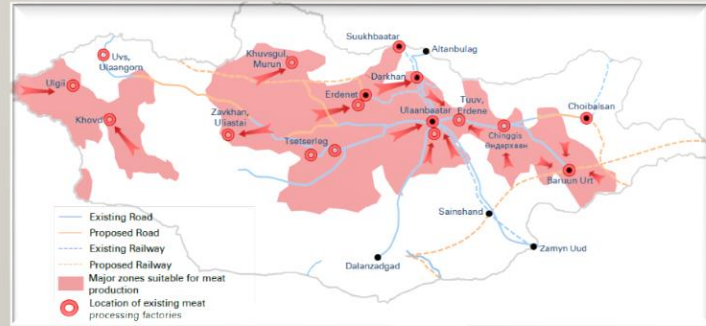 Suukhbaatar
Altanbulag
Uvs,
Ulaangom
Khuvsgul,
Murun
Ulgii
Darkhan
Erdenet
Khovd
Zavkhan,
Uliastai
Ulaanbaatar
Tuuv,
Erdene
Choibalsan
Tsetserleg
Chinggis
Өндөрхаан
Baruun Urt
Sainshand
Zamyn Uud
Dalanzadgad
Existing Road
Proposed Road
Existing Railway
Proposed Railway
Major zones suitable for meat
production
Location of existing meat
processing factories